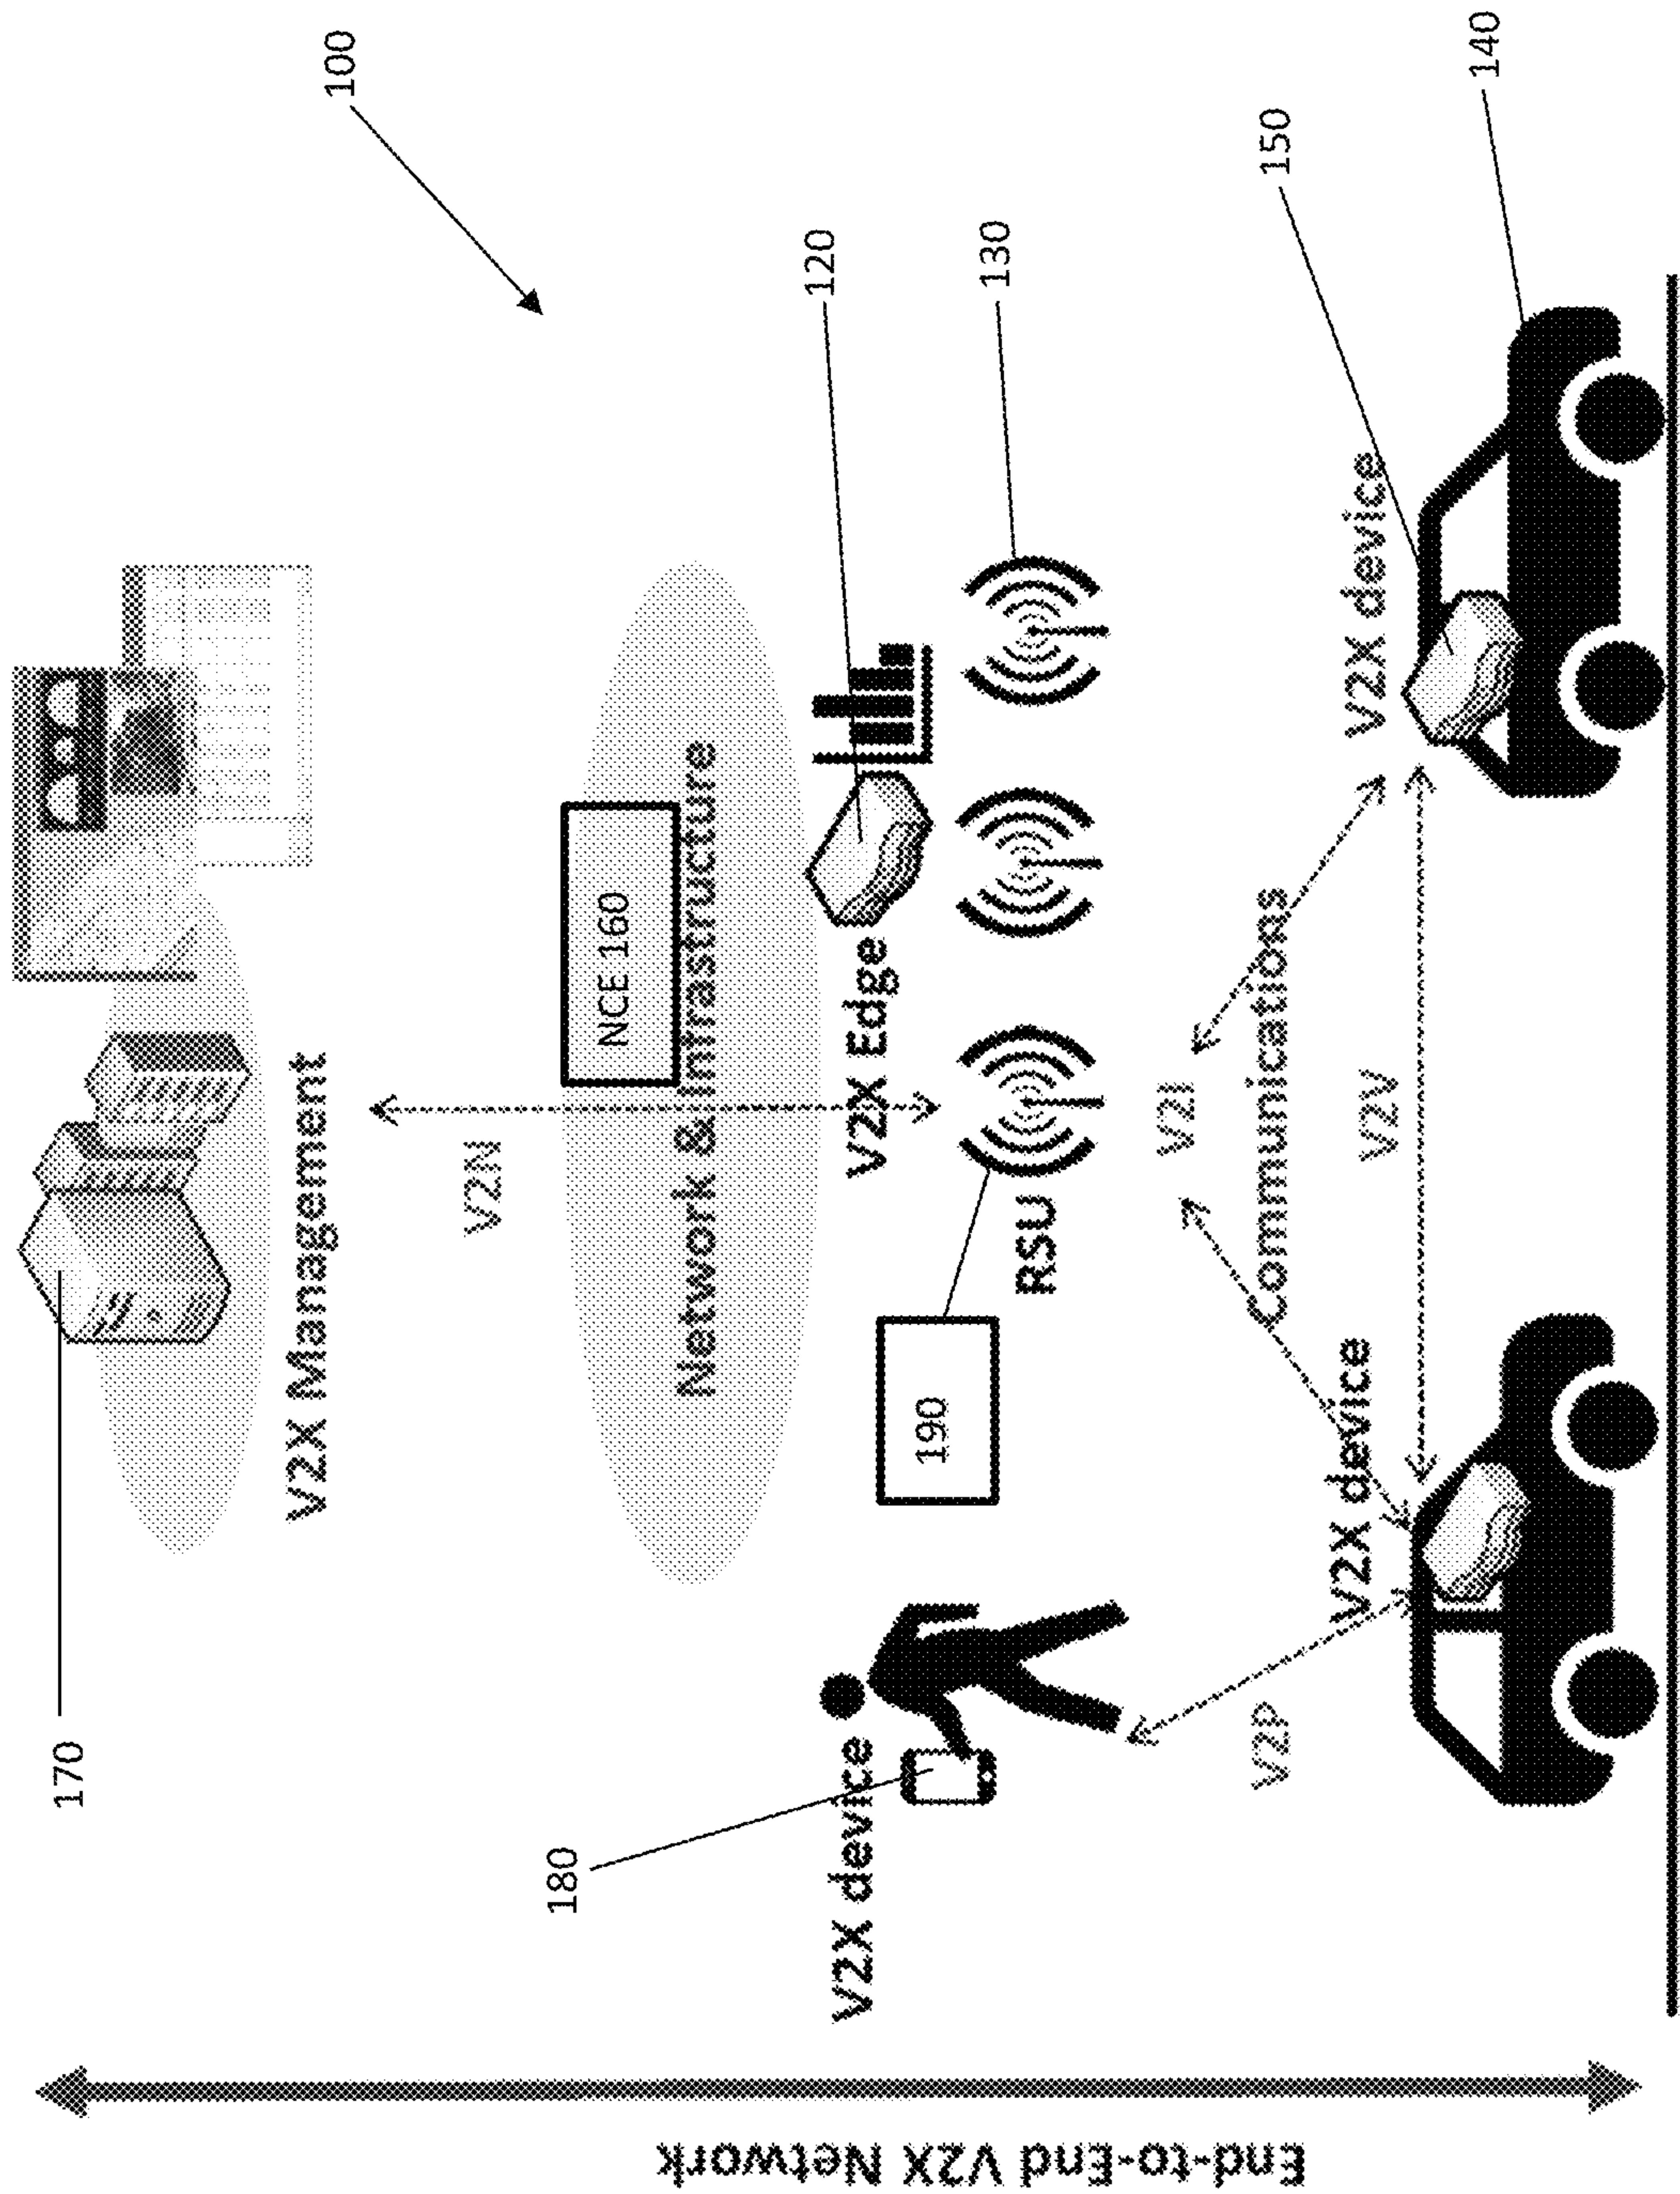 100
170
V2X Management
V2N
NCE 160
Network & Infrastructure
180
V2X device
190
V2X Edge
120
RSU
130
V2I
Communications
V2P
V2V
V2X device
V2X device
150
140
End-to-End V2X Network